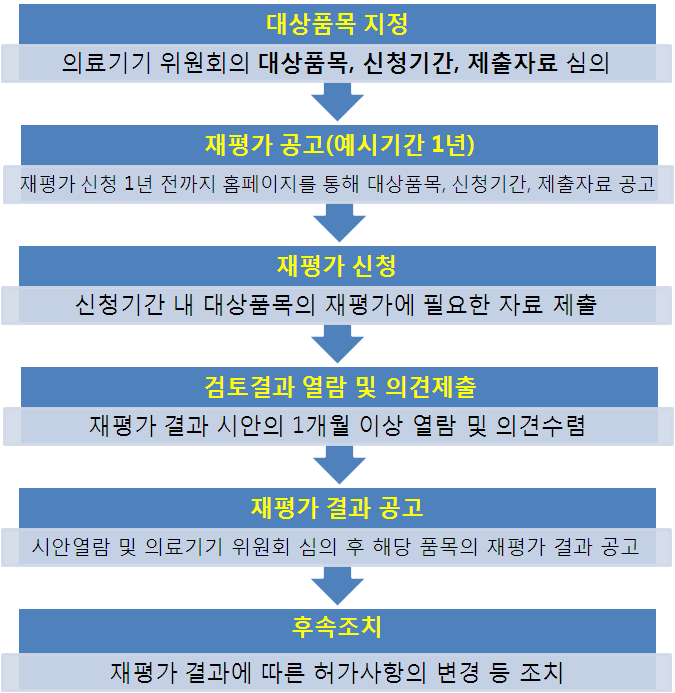 대상품목 지정
의료기기 위원회의 대상품목, 신청기간, 제출자료 심의
재평가 공고(예시기간 1년)
재평가 신청 1년 전까지 홈페이지를 통해 대상품목, 신청기간, 제출자료 공고
재평가 신청
신청기간 내 대상품목의 재평가에 필요한 자료 제출
검토결과 열람 및 의견제출
재평가 결과 시안의 1개월 이상 열람 및 의견수렴
재평가 결과 공고
시안열람 및 의료기기 위원회 심의 후 해당 품목의 재평가 결과 공고
후속조치
재평가 결과에 따른 허가사항의 변경 등 조치